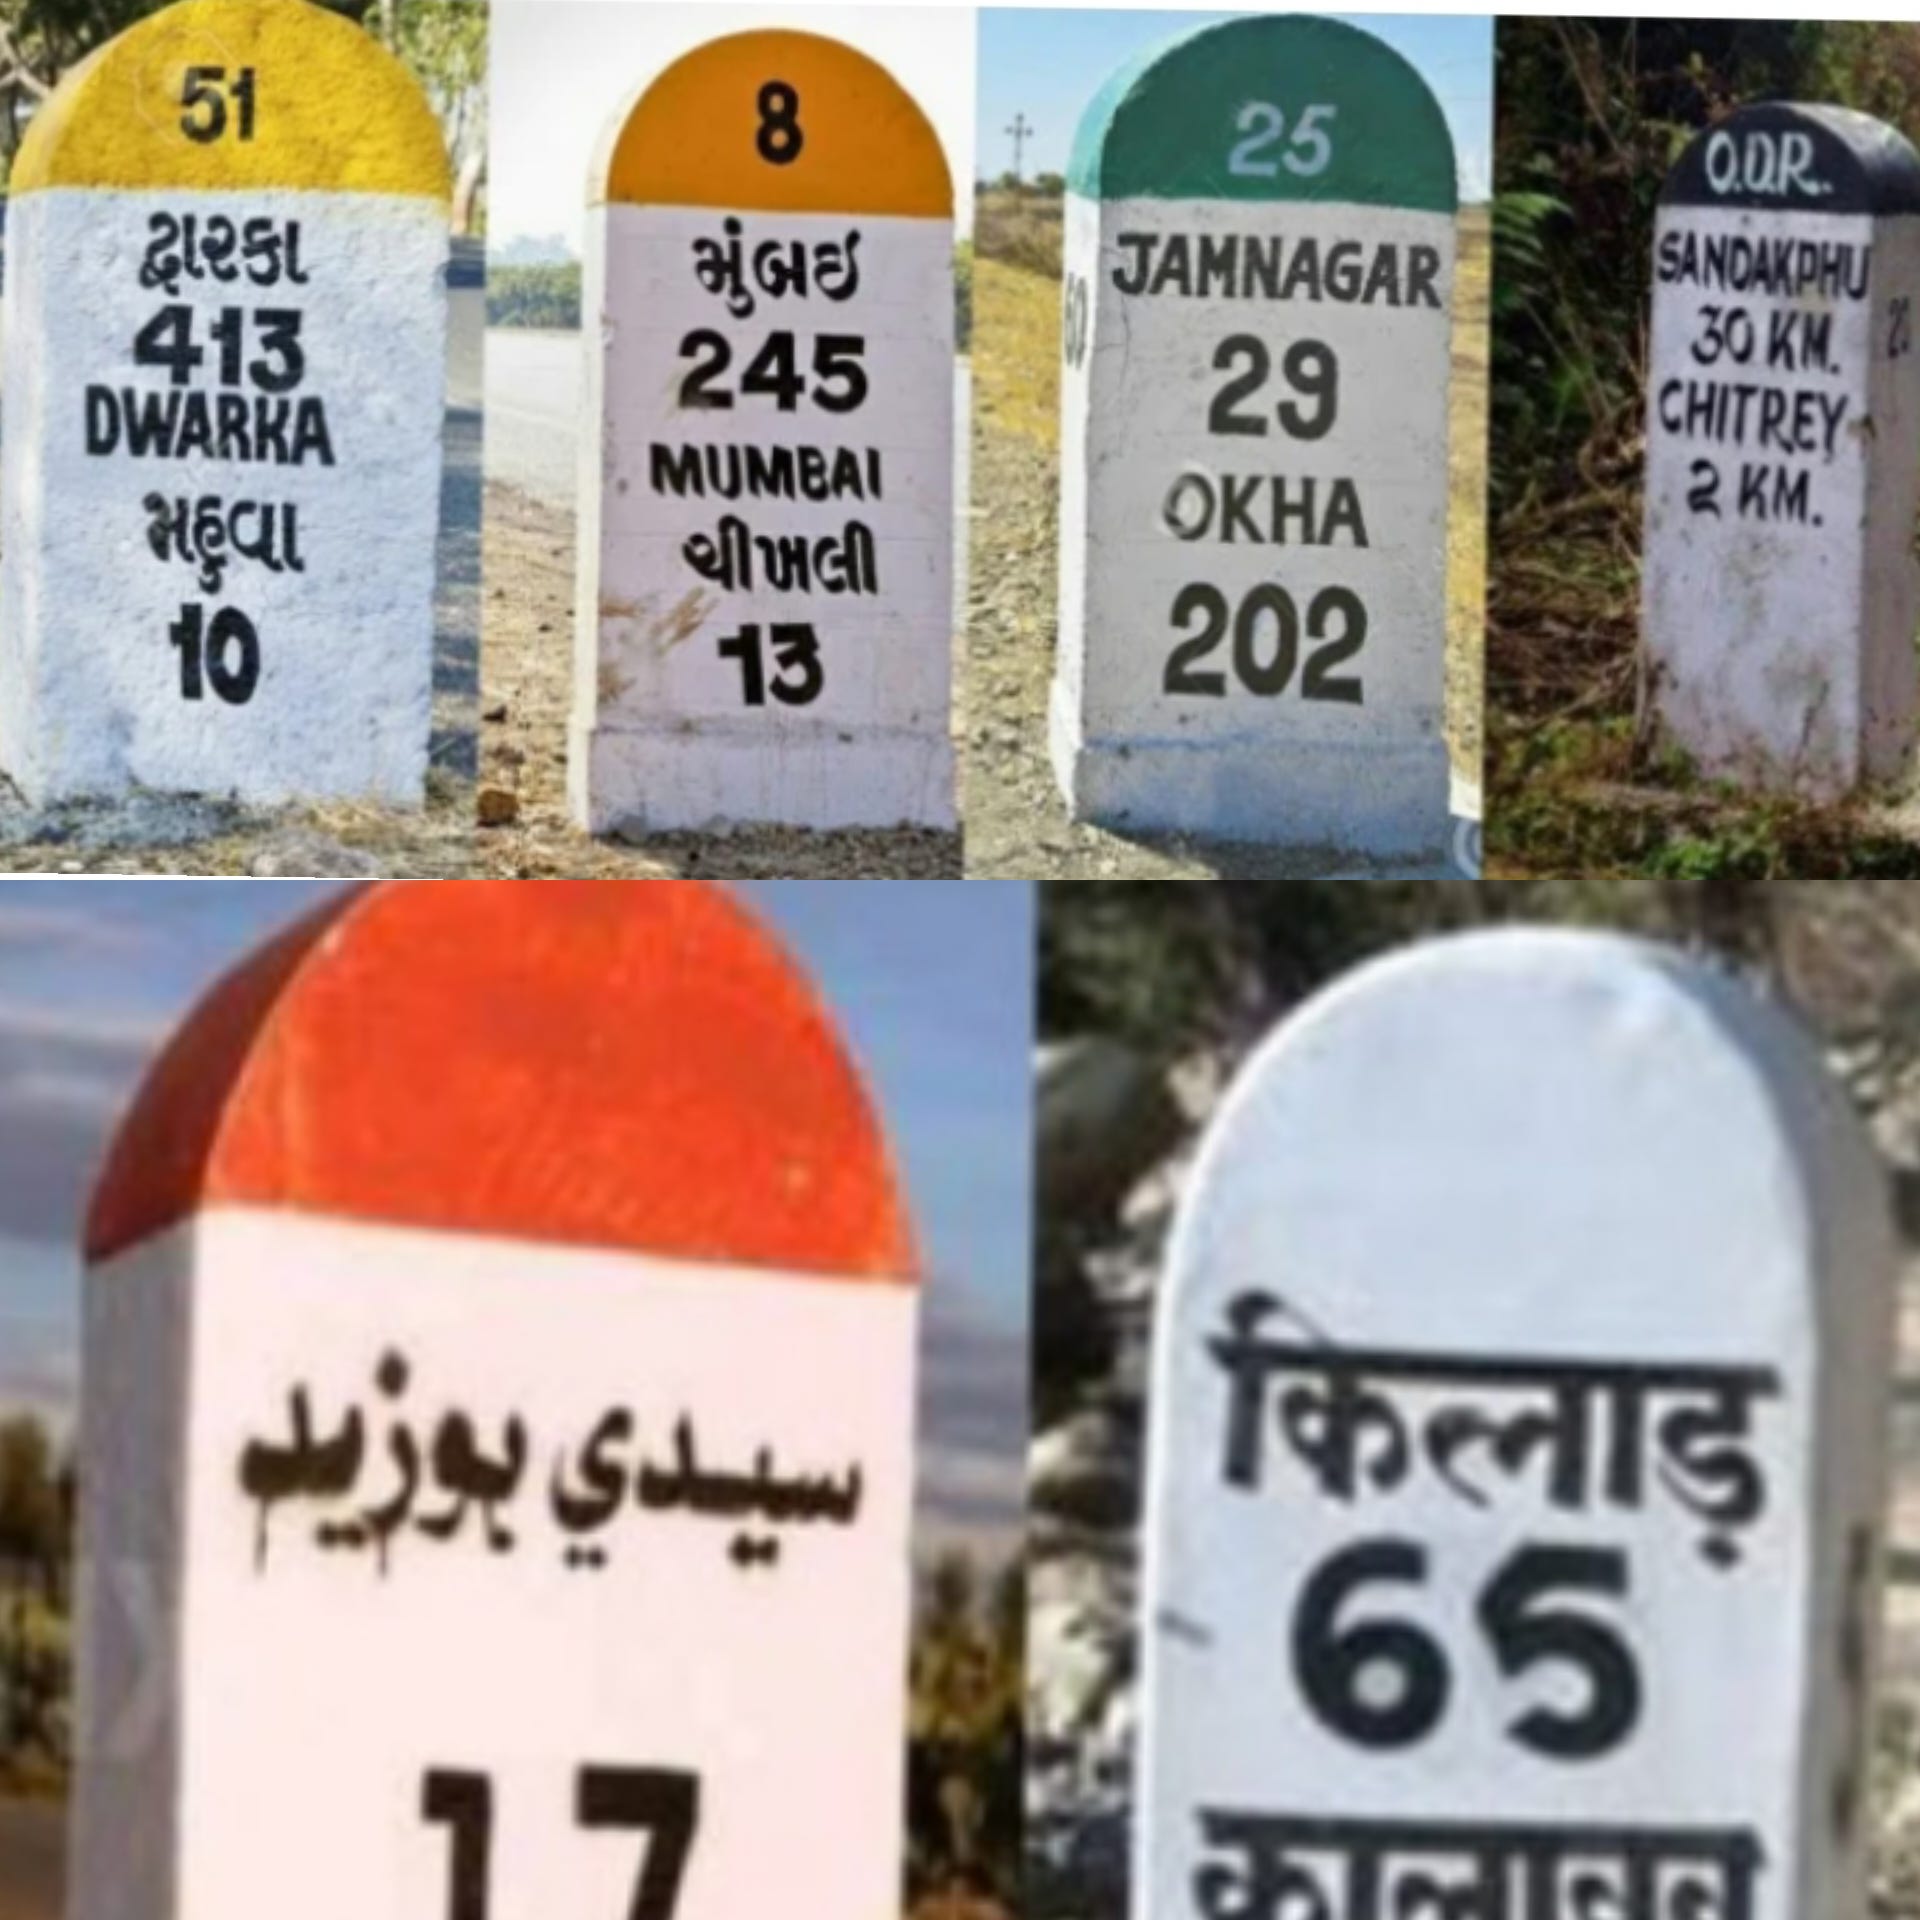 51
દ્વારકા
413
DWARKA
મહુવા
10
8
મુંબઇ
245
MUMBAI
ચીખલી
13
25
JAMNAGAR
29
OKHA
202
O.D.R.
SANDAKPHU
30 KM.
CHITREY
2 KM.
سيدي بوزيد
17
किलाड़
65